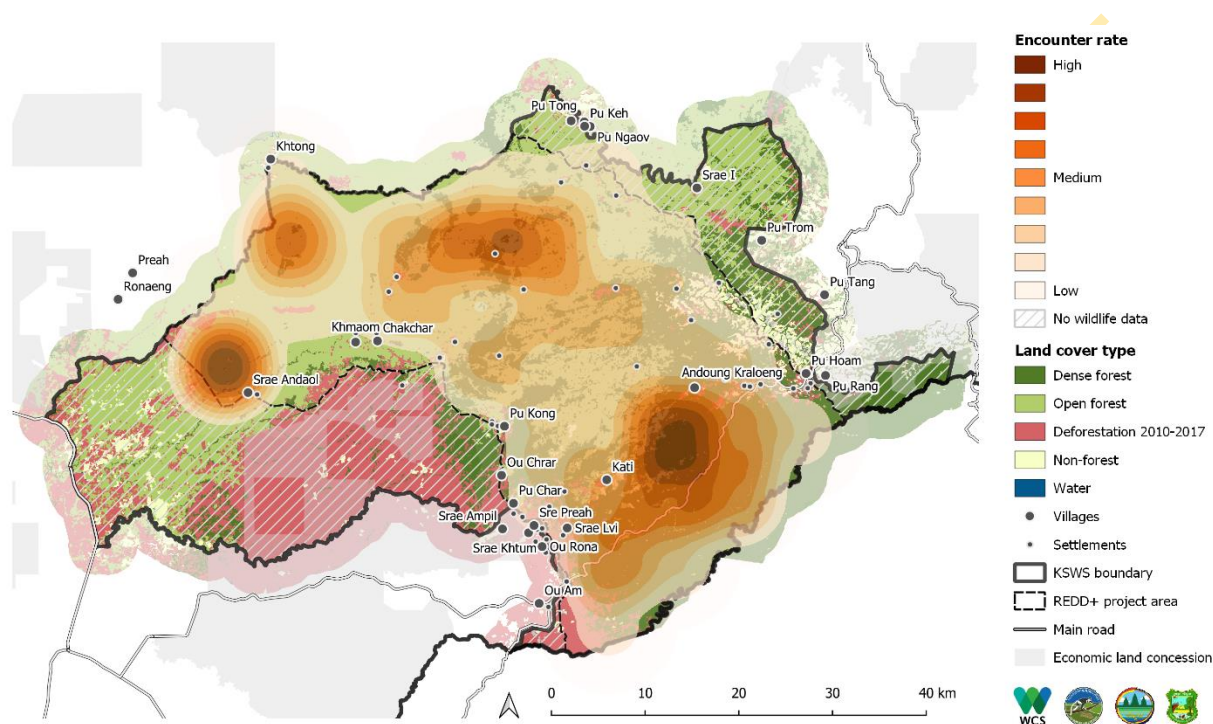 Pu Tong
Pu Keh
Pu Ngaov
Khtong
Srae I
Pu Trom
Preah
Pu Tang
Ronaeng
Khmaom
Chakchar
Pu Hoam
Andoung Kraloeng
Pu Rang
Srae Andaol
Pu Kong
Ou Chrar
Kati
Pu Char
Srae Ampil
Sre Preah
Srae Lvi
Srae Khtum
Ou Rona
Ou Am
0
10
20
30
40 km
Encounter rate
High
Medium
Low
No wildlife data
Land cover type
Dense forest
Open forest
Deforestation 2010-2017
Non-forest
Water
Villages
Settlements
KSWS boundary
REDD+ project area
Main road
Economic land concession
WCS